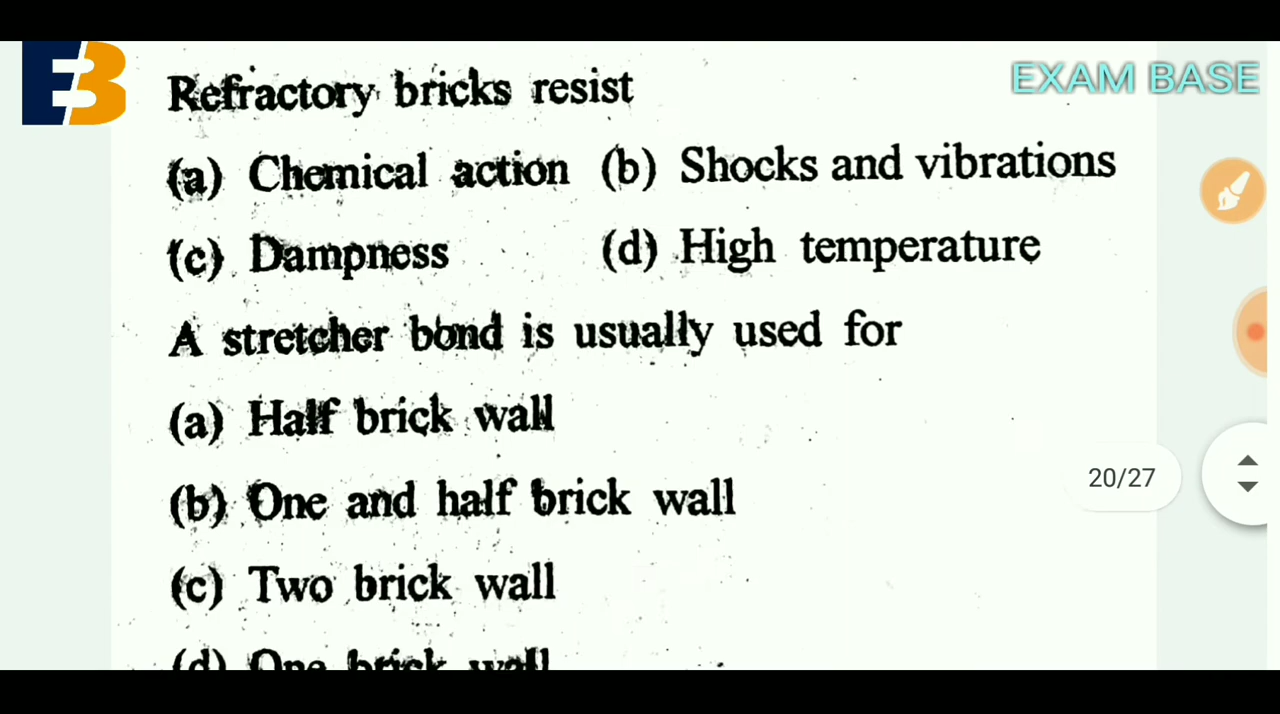 EB
EXAM BASE
Refractory bricks resist
(a) Chemical action (b) Shocks and vibrations
(c) Dampness (d) High temperature
A stretcher bond is usually used for
(a) Half brick wall
(b) One and half brick wall
20/27
(c) Two brick wall
(d) One brick wall